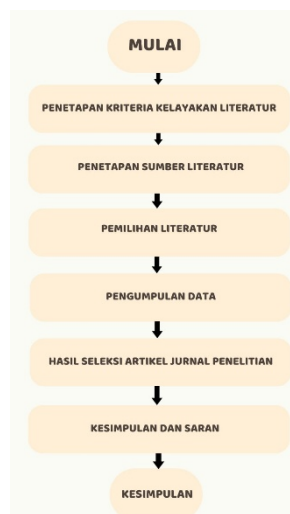 MULAI
PENETAPAN KRITERIA KELAYAKAN LITERATUR
PENETAPAN SUMBER LITERATUR
PEMILIHAN LITERATUR
PENGUMPULAN DATA
HASIL SELEKSI ARTIKEL JURNAL PENELITIAN
KESIMPULAN DAN SARAN
KESIMPULAN